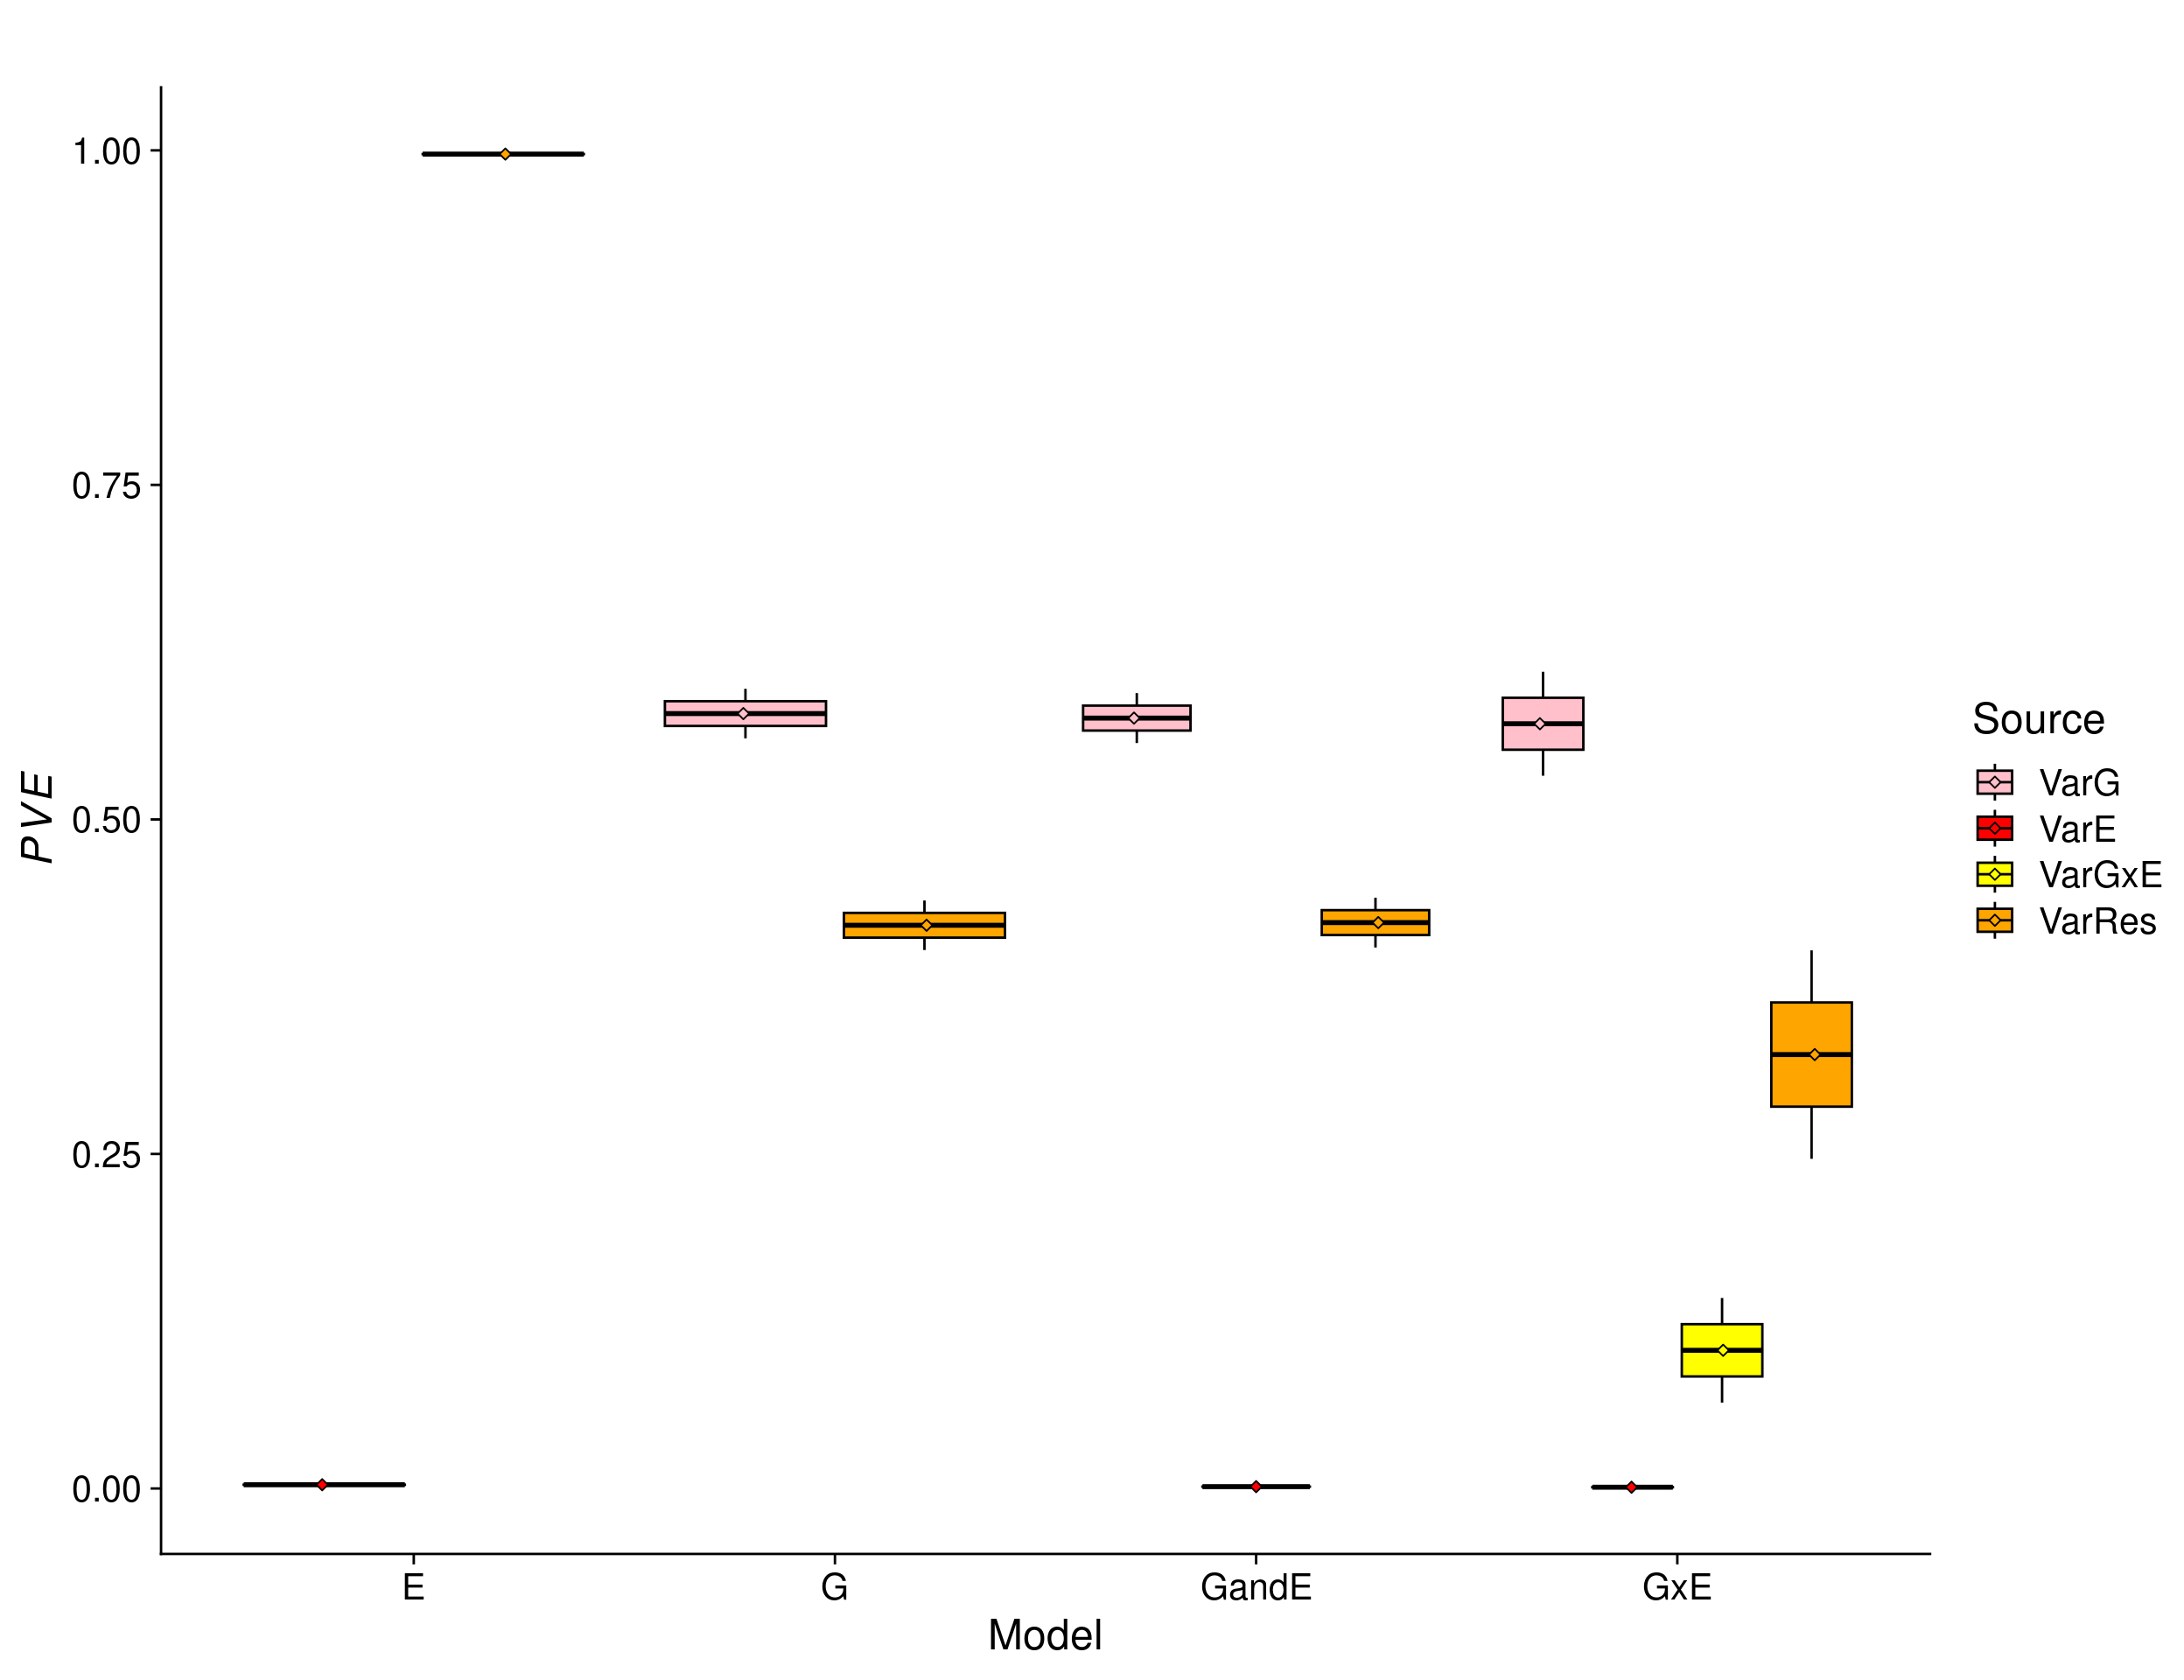 PVE
1.00
0.75
0.50
0.25
0.00
E G GandE GxE
Model
Source
VarG
VarE
VarGxE
VarRes